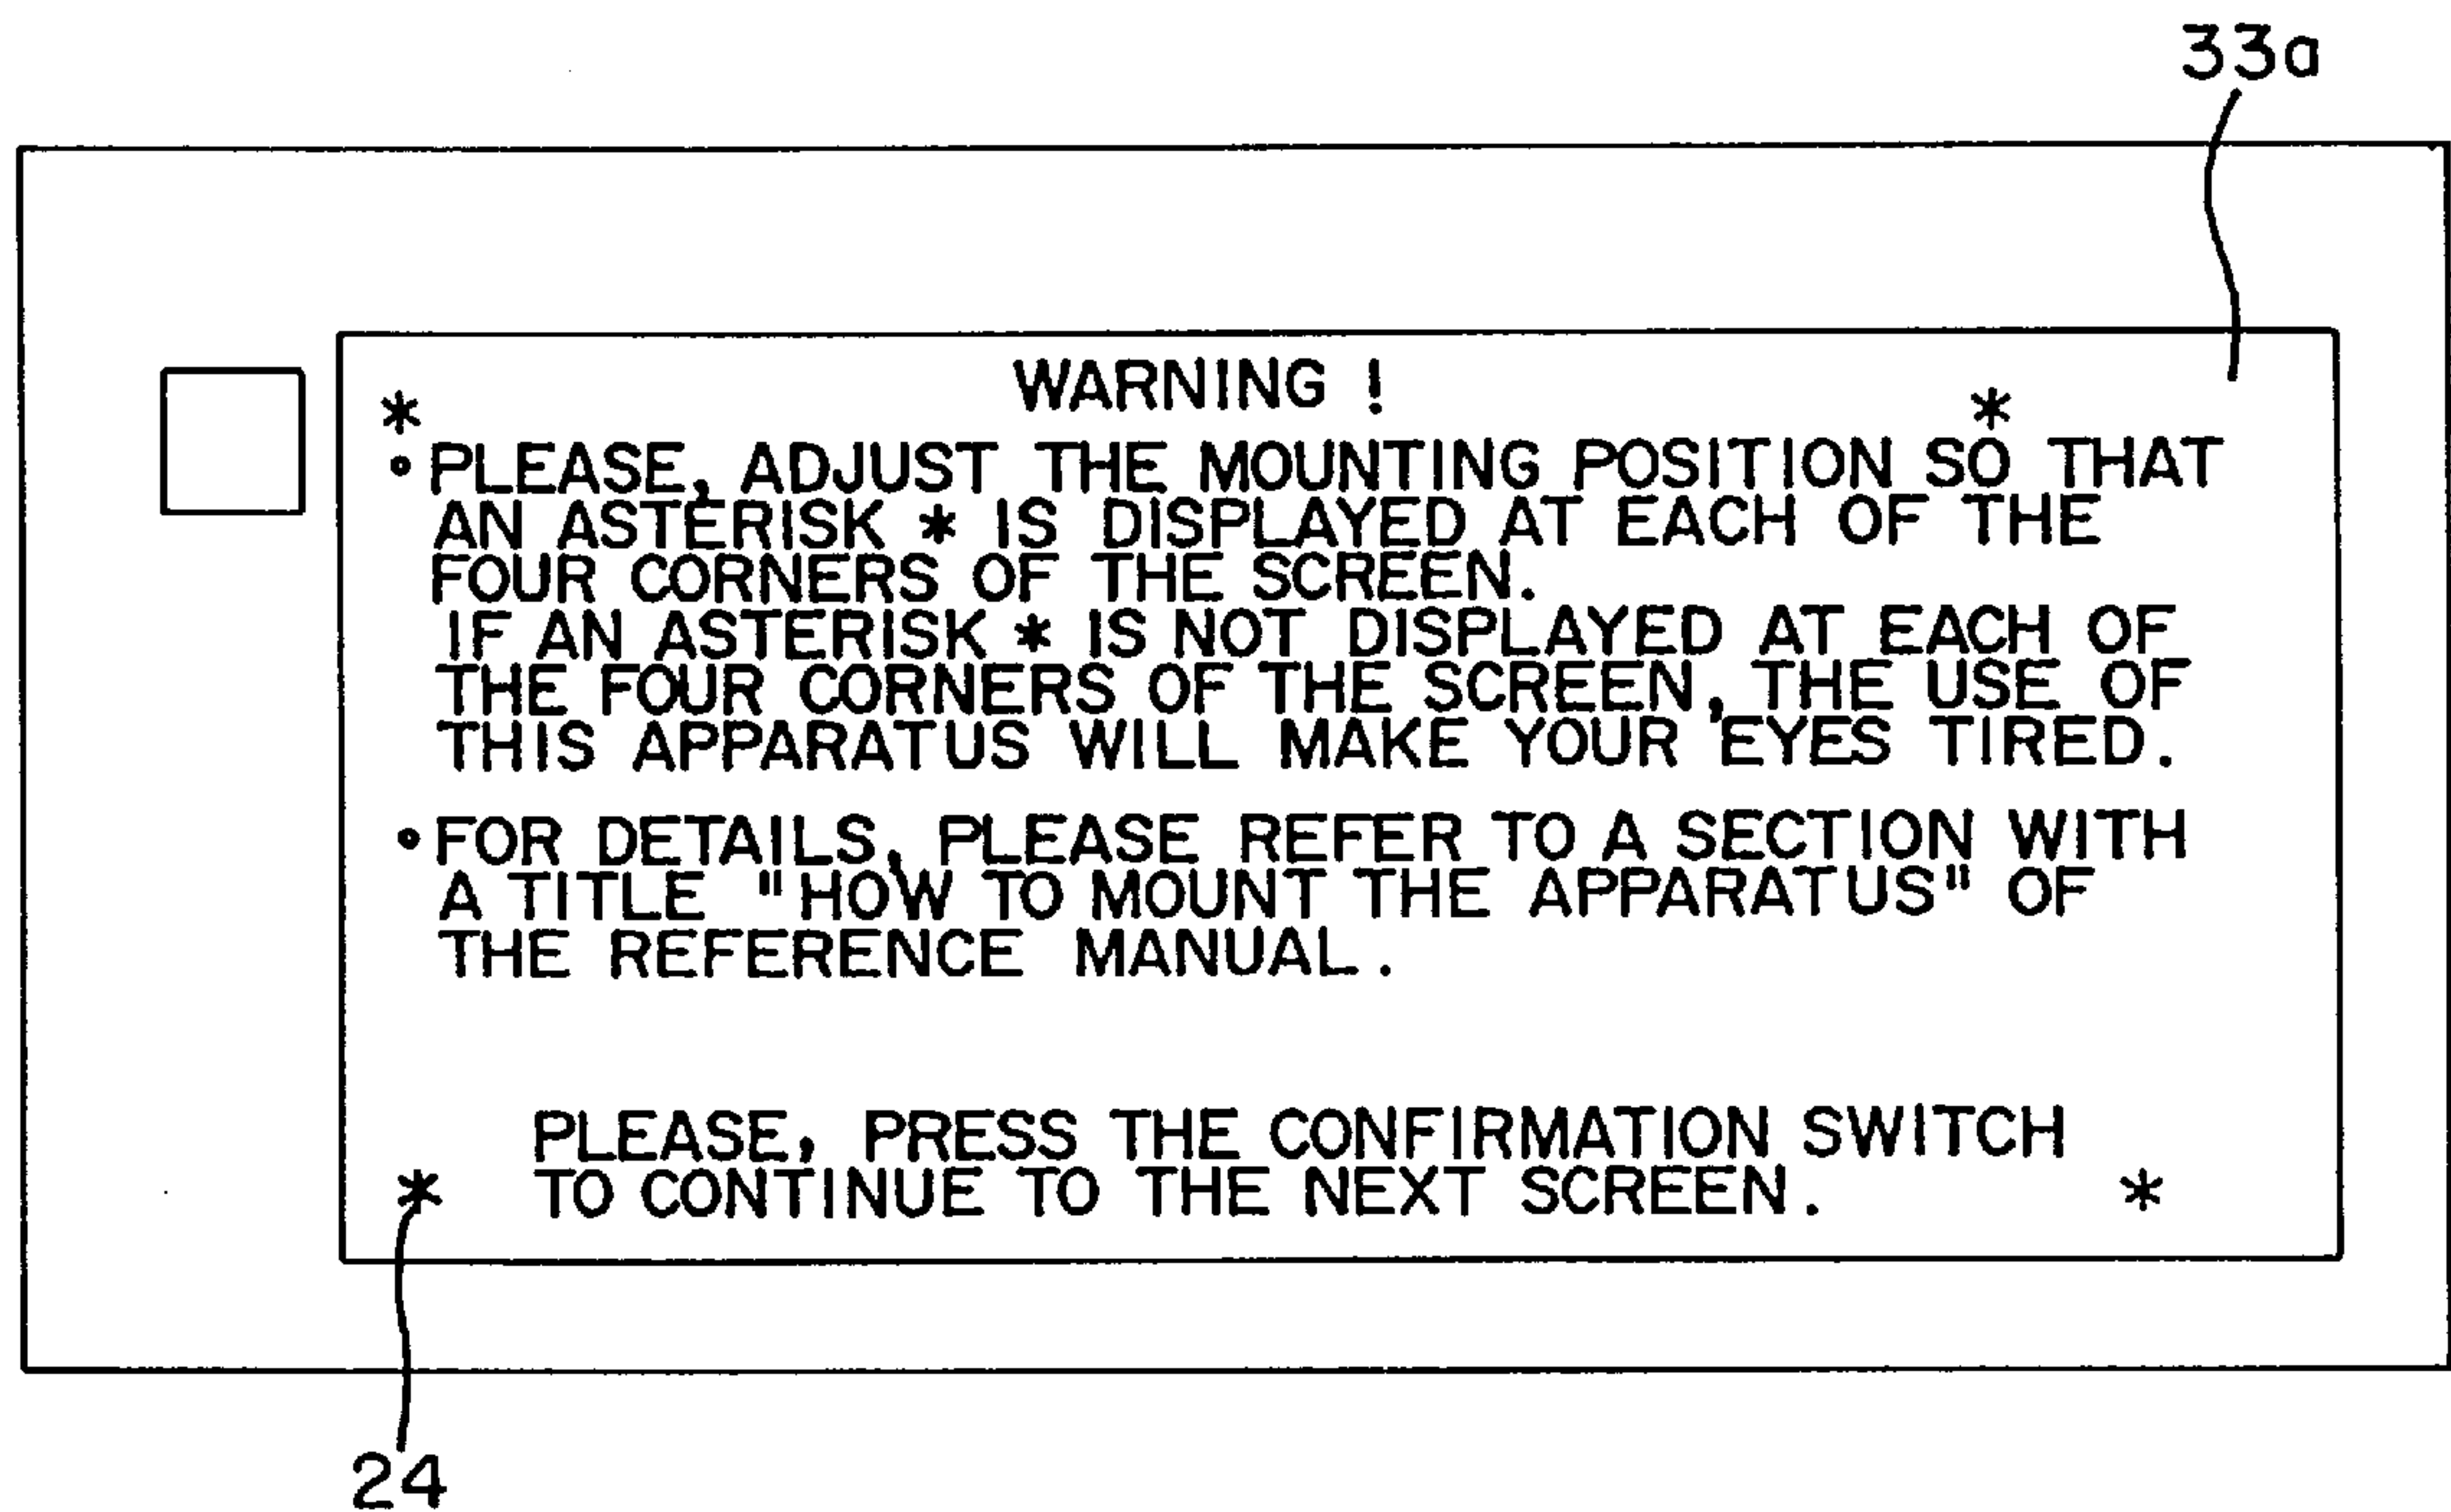 33a
WARNING !
* *
• PLEASE, ADJUST THE MOUNTING POSITION SO THAT
AN ASTERISK * IS DISPLAYED AT EACH OF THE
FOUR CORNERS OF THE SCREEN.
IF AN ASTERISK * IS NOT DISPLAYED AT EACH OF
THE FOUR CORNERS OF THE SCREEN, THE USE OF
THIS APPARATUS WILL MAKE YOUR EYES TIRED.
• FOR DETAILS, PLEASE REFER TO A SECTION WITH
A TITLE "HOW TO MOUNT THE APPARATUS" OF
THE REFERENCE MANUAL.
PLEASE, PRESS THE CONFIRMATION SWITCH
* TO CONTINUE TO THE NEXT SCREEN. *
24